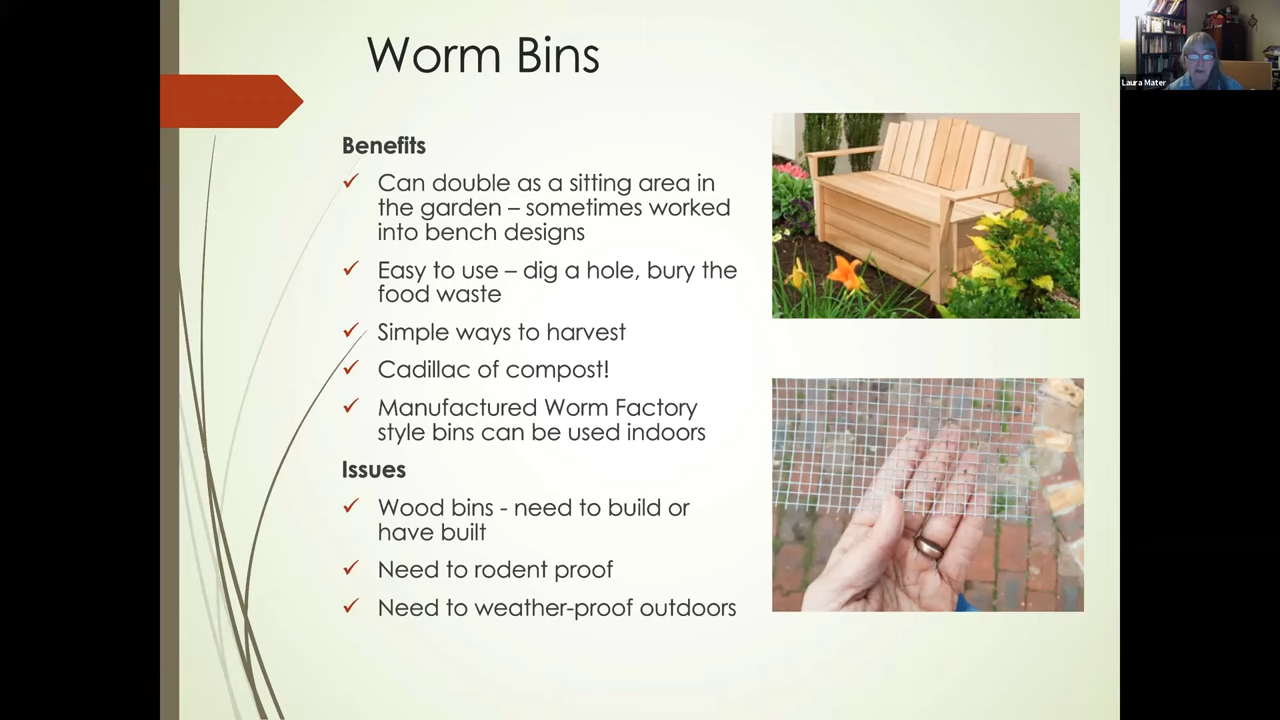 Worm Bins
Laura Mater
Benefits
✓ Can double as a sitting area in
the garden – sometimes worked
into bench designs
✓ Easy to use – dig a hole, bury the
food waste
✓ Simple ways to harvest
✓ Cadillac of compost!
✓ Manufactured Worm Factory
style bins can be used indoors
Issues
✓ Wood bins - need to build or
have built
✓ Need to rodent proof
✓ Need to weather-proof outdoors